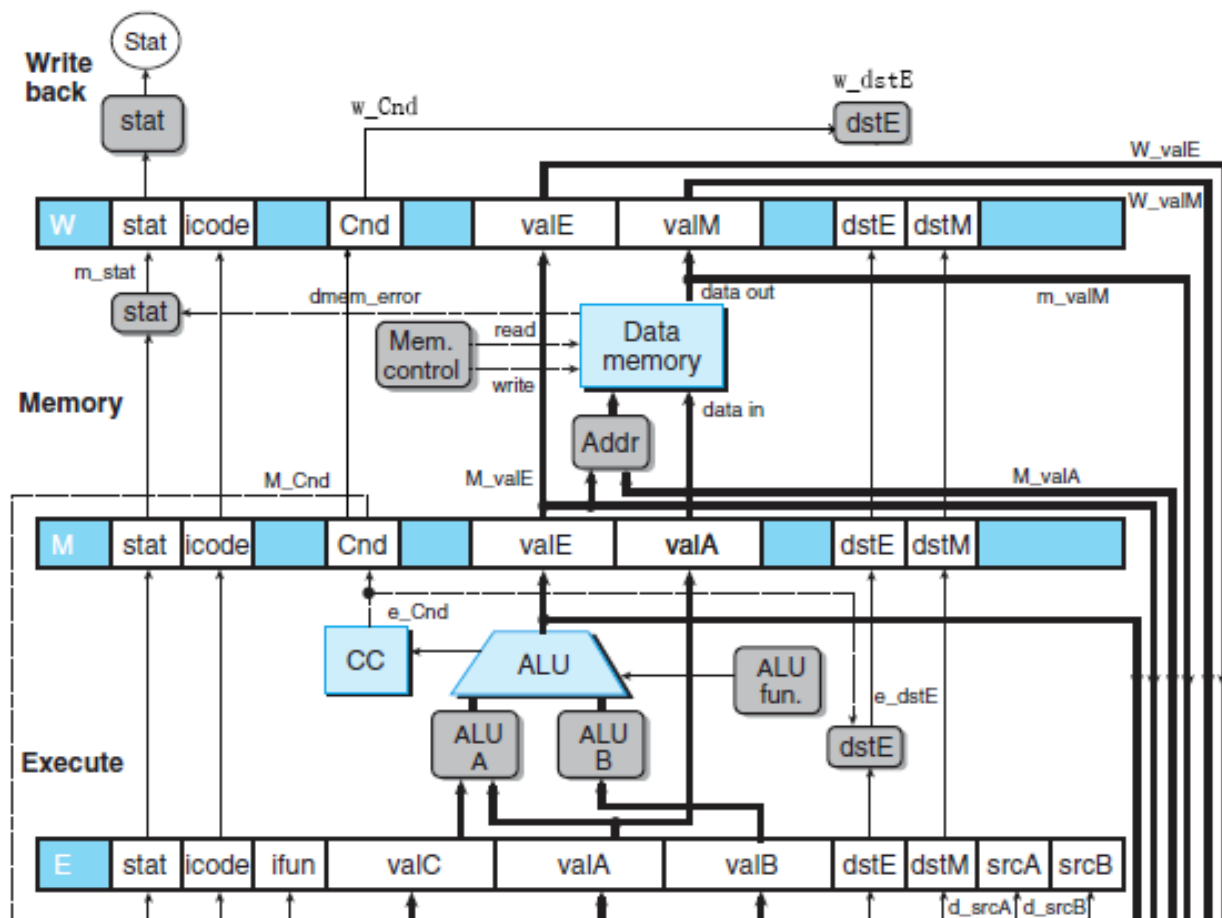 Stat
Write
back
stat
w_Cnd
w_dstE
dstE
W_valE
W_valM
W stat icode Cnd valE valM dstE dstM
m_stat
stat
dmem_error
data out
m_valM
read
Mem.
control
write
Data
memory
Memory
data in
Addr
M_Cnd
M_valE
M_valA
M stat icode Cnd valE valA dstE dstM
e_Cnd
CC
ALU
ALU
fun.
e_dstE
ALU
A
ALU
B
dstE
Execute
E stat icode ifun valC valA valB dstE dstM srcA srcB
d_srcA d_srcB